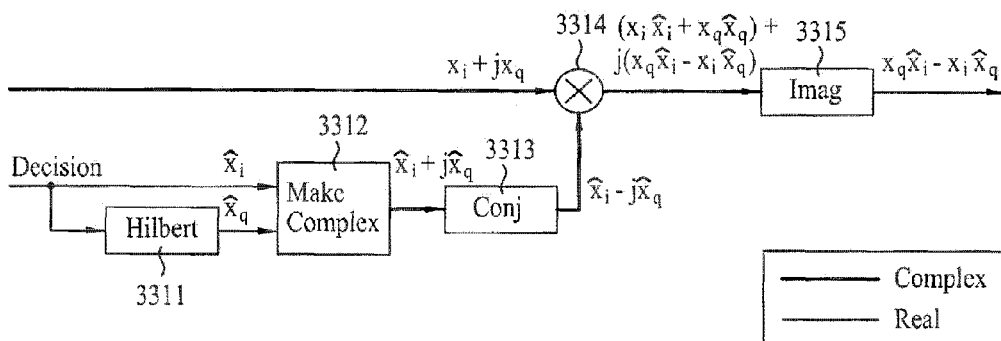 3314
(x_i x̂_i + x_q x̂_q) +
3315
x_i + jx_q
j(x_q x̂_i - x_i x̂_q)
x_q x̂_i - x_i x̂_q
Imag
3312
Decision
x̂_i
x̂_i + jx̂_q
3313
Make
Complex
Conj
x̂_i - jx̂_q
Hilbert
x̂_q
3311
Complex
Real